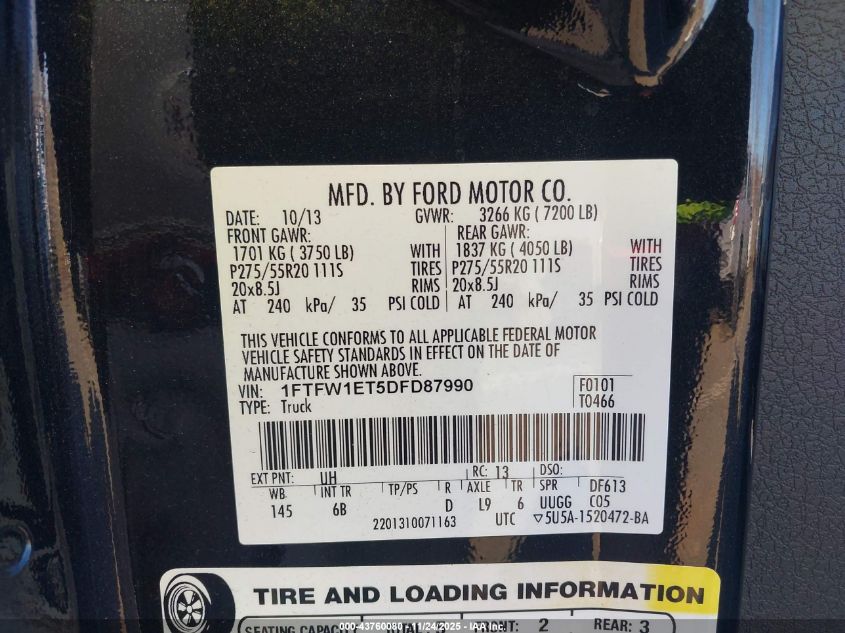 MFD. BY FORD MOTOR CO.
DATE: 10/13 GVWR: 3266 KG ( 7200 LB)
FRONT GAWR: REAR GAWR:
1701 KG ( 3750 LB) WITH 1837 KG ( 4050 LB) WITH
P275/55R20 111S TIRES P275/55R20 111S TIRES
20x8.5J RIMS 20x8.5J RIMS
AT 240 kPa/ 35 PSI COLD AT 240 kPa/ 35 PSI COLD
THIS VEHICLE CONFORMS TO ALL APPLICABLE FEDERAL MOTOR
VEHICLE SAFETY STANDARDS IN EFFECT ON THE DATE OF
MANUFACTURE SHOWN ABOVE.
VIN: 1FTFW1ET5DFD87990 F0101
TYPE: Truck T0466
EXT PNT: UH RC: 13 DSO:
WB INT TR TP/PS R AXLE TR SPR DF613
145 6B D L9 6 UUGG C05
2201310071163 UTC ▽5U5A-1520472-BA
TIRE AND LOADING INFORMATION
SEATING CAPACITY TOTAL: 5 FRONT: 2 REAR: 3
000-43760080 - 11/24/2025 - IAA Inc.